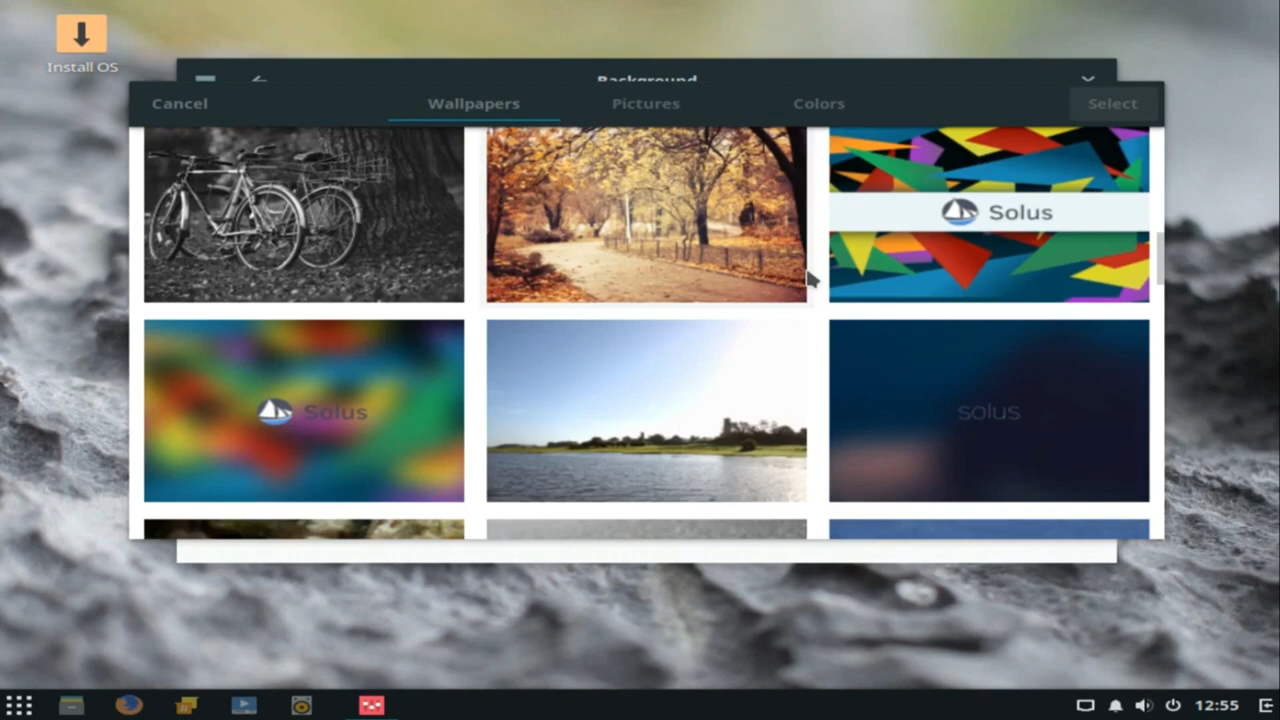 Install OS
Background
Cancel
Wallpapers
Pictures
Colors
Select
Solus
Solus
solus
12:55